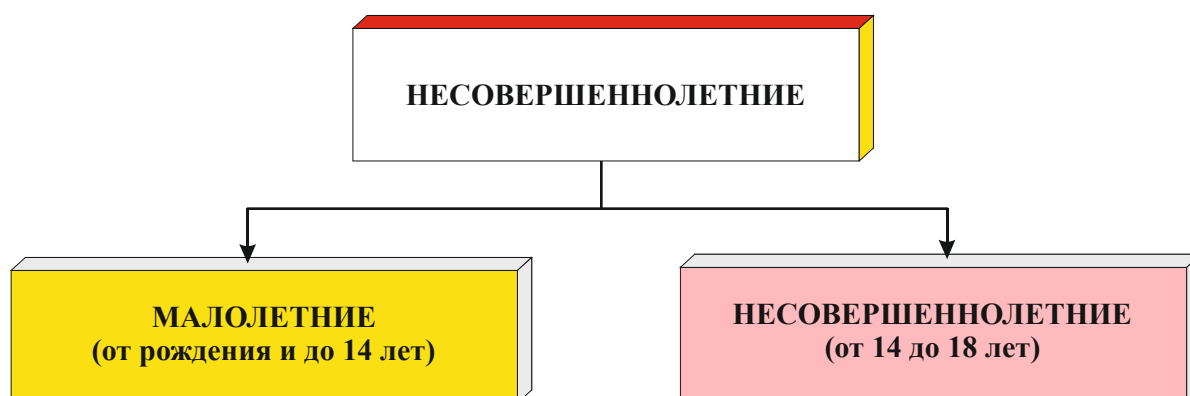 НЕСОВЕРШЕННОЛЕТНИЕ
МАЛОЛЕТНИЕ
(от рождения и до 14 лет)
НЕСОВЕРШЕННОЛЕТНИЕ
(от 14 до 18 лет)